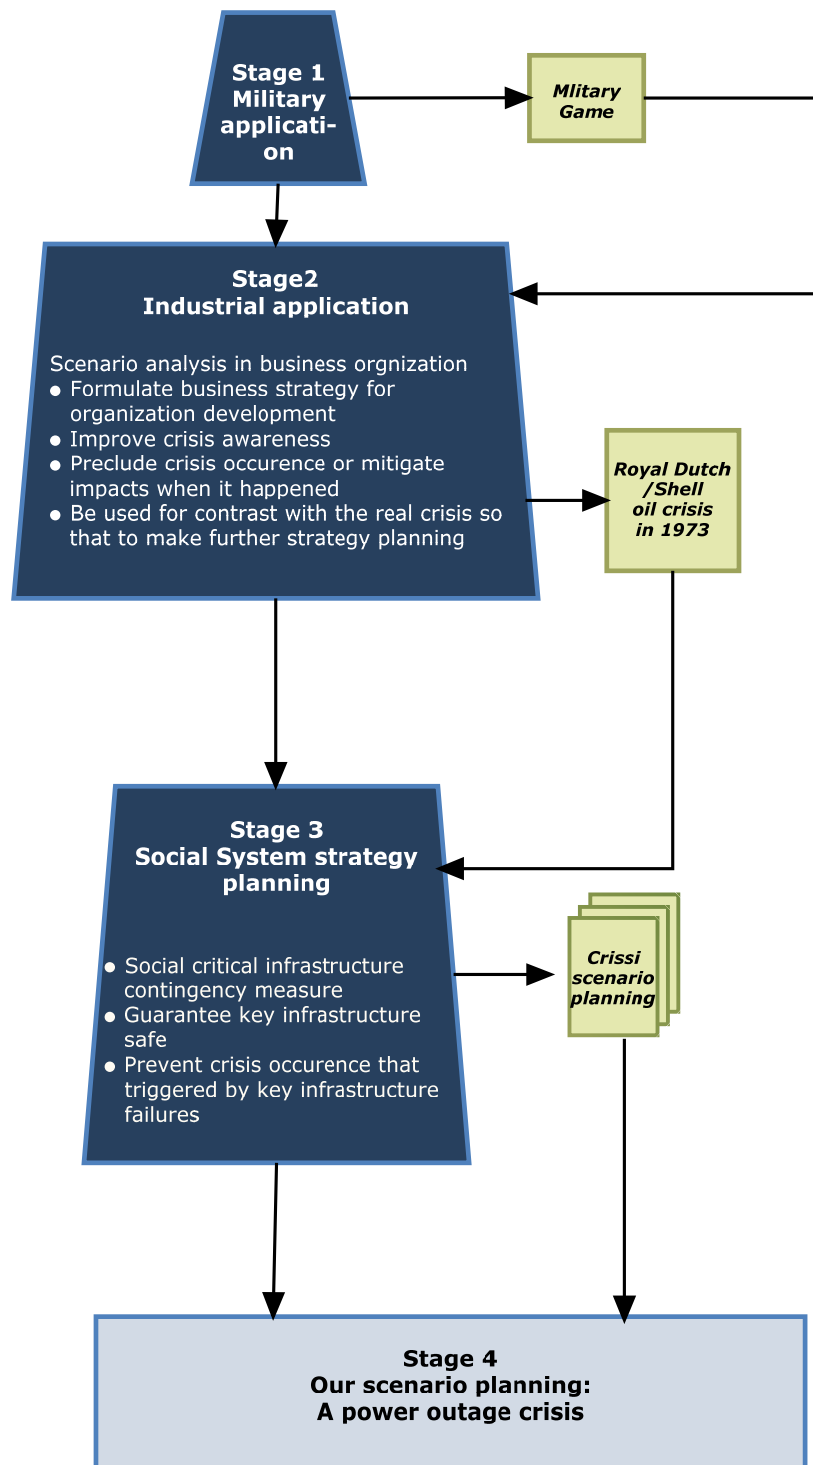 Stage 1
Military
applicati-
on
Mlitary
Game
Stage2
Industrial application
Scenario analysis in business orgnization
● Formulate business strategy for
organization development
● Improve crisis awareness
● Preclude crisis occurence or mitigate
impacts when it happened
● Be used for contrast with the real crisis so
that to make further strategy planning
Royal Dutch
/Shell
oil crisis
in 1973
Stage 3
Social System strategy
planning
● Social critical infrastructure
contingency measure
● Guarantee key infrastructure
safe
● Prevent crisis occurence that
triggered by key infrastructure
failures
Crissi
scenario
planning
Stage 4
Our scenario planning:
A power outage crisis